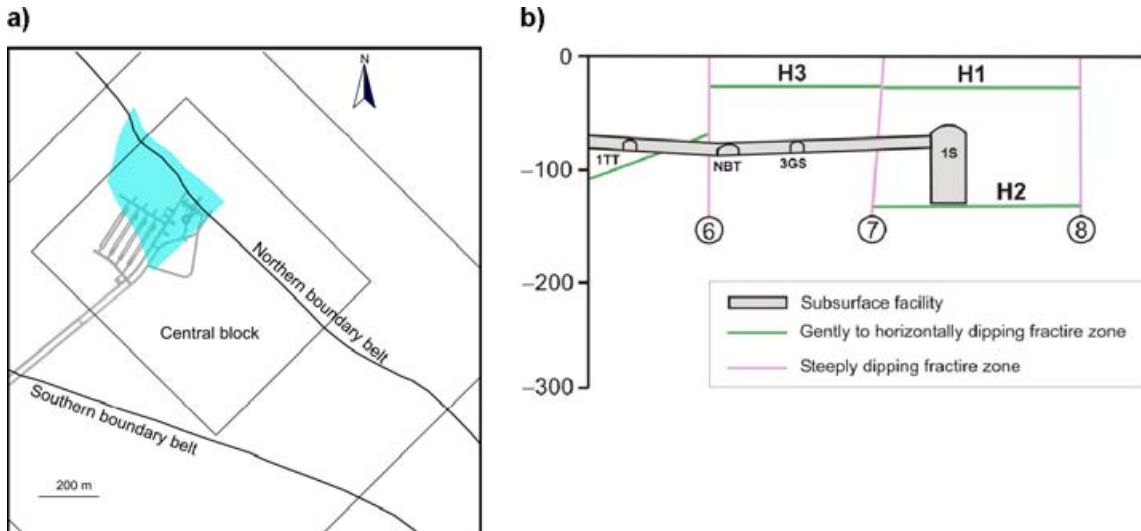 a)
N
Northern boundary belt
Central block
Southern boundary belt
200 m
b)
0
−100
−200
−300
H3
H1
1TT
NBT
3GS
1S
H2
6
7
8
Subsurface facility
Gently to horizontally dipping fractire zone
Steeply dipping fractire zone